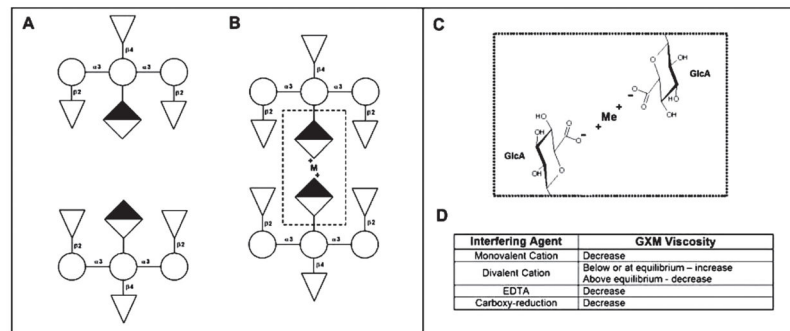 A
β4
α3
α3
β2
β2
β2
β2
α3
α3
β4
B
β4
α3
α3
β2
β2
+
M
+
β2
β2
α3
α3
β4
C
OH
HO
O
GlcA
O
HO
O
OH
+
Me
+
HO
HO
O
O
GlcA
OH
O
D
Interfering Agent GXM Viscosity
Monovalent Cation Decrease
Divalent Cation Below or at equilibrium – increase
Above equilibrium - decrease
EDTA Decrease
Carboxy-reduction Decrease